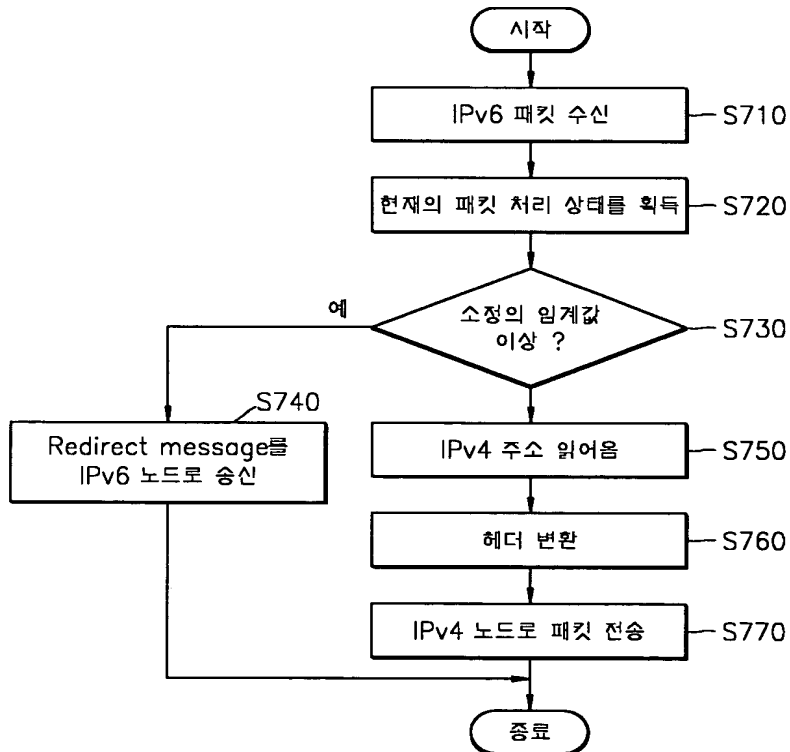 시작
IPv6 패킷 수신
S710
현재의 패킷 처리 상태를 획득
S720
소정의 임계값
이상 ?
S730
예
S740
Redirect message를
IPv6 노드로 송신
IPv4 주소 읽어옴
S750
헤더 변환
S760
IPv4 노드로 패킷 전송
S770
종료